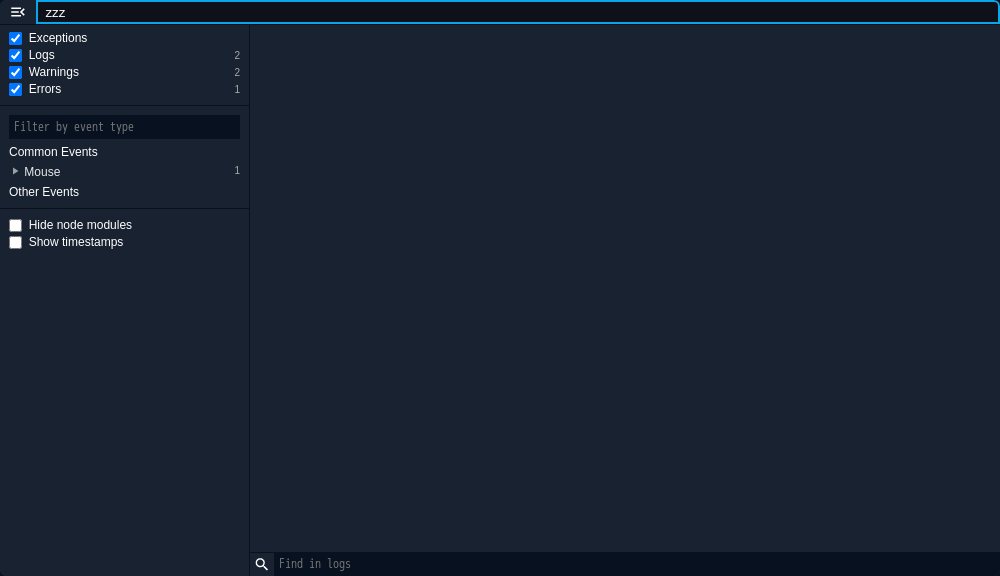 zzz
Exceptions
Logs 2
Warnings 2
Errors 1
Filter by event type
Common Events
Mouse 1
Other Events
Hide node modules
Show timestamps
Find in logs